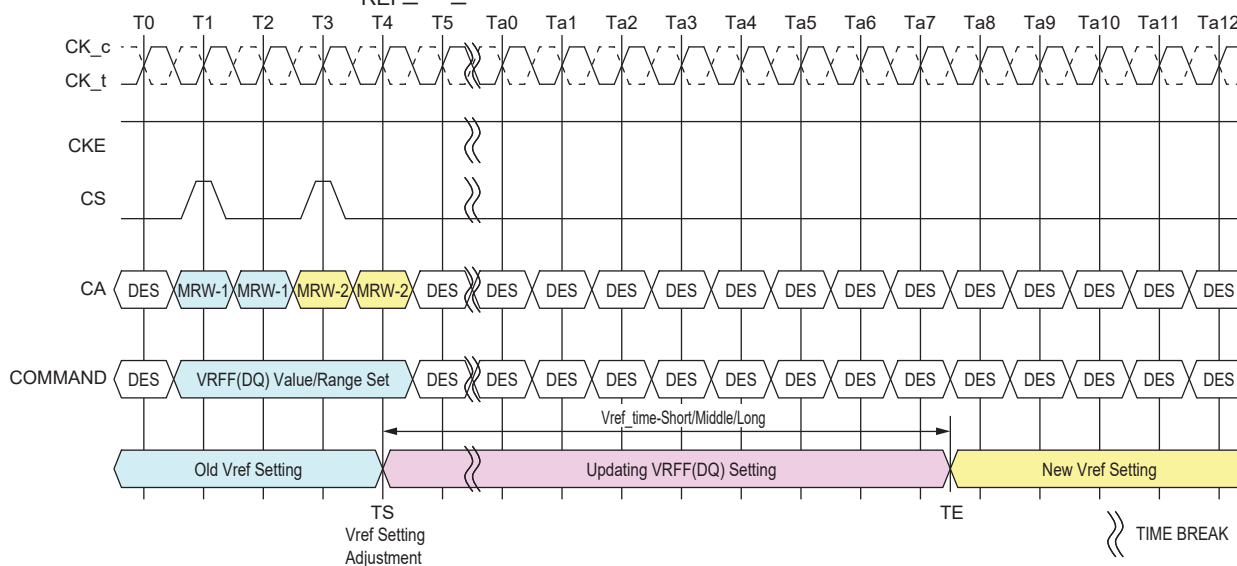 T0 T1 T2 T3 T4 T5 Ta0 Ta1 Ta2 Ta3 Ta4 Ta5 Ta6 Ta7 Ta8 Ta9 Ta10 Ta11 Ta12
CK_c
CK_t
CKE
CS
CA DES MRW-1 MRW-1 MRW-2 MRW-2 DES DES DES DES DES DES DES DES DES DES DES DES DES DES
COMMAND DES VRFF(DQ) Value/Range Set DES DES DES DES DES DES DES DES DES DES DES DES DES DES
Vref_time-Short/Middle/Long
Old Vref Setting Updating VRFF(DQ) Setting New Vref Setting
TS TE
Vref Setting
Adjustment
TIME BREAK